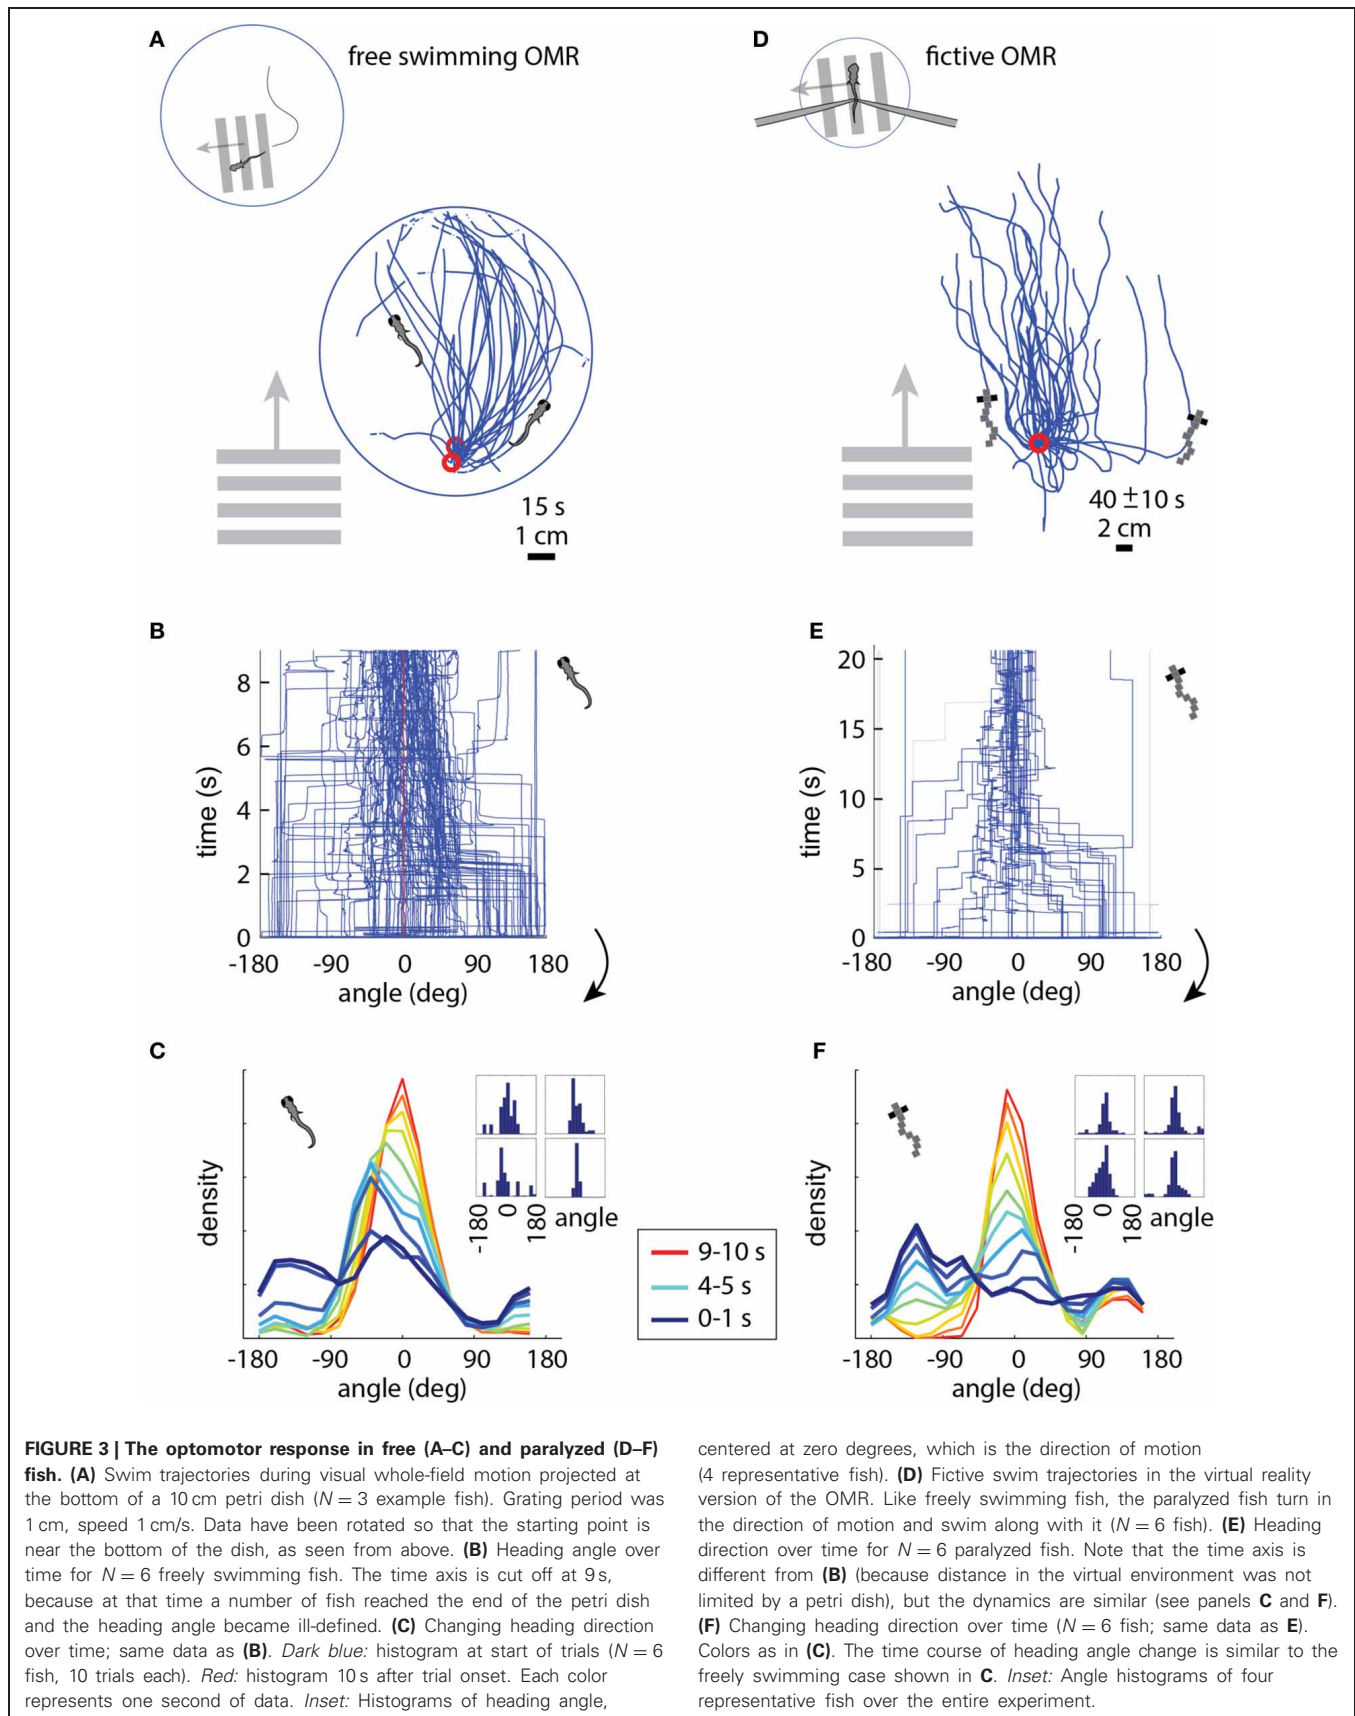 A
free swimming OMR
15 s
1 cm
D
fictive OMR
40 ±10 s
2 cm
B
8
6
4
2
0
time (s)
-180 -90 0 90 180
angle (deg)
E
20
15
10
5
0
time (s)
-180 -90 0 90 180
angle (deg)
C
density
-180 -90 0 90 180
angle (deg)
-180 0 180 angle
9-10 s
4-5 s
0-1 s
F
density
-180 -90 0 90 180
angle (deg)
-180 0 180 angle
FIGURE 3 | The optomotor response in free (A–C) and paralyzed (D–F)
fish. (A) Swim trajectories during visual whole-field motion projected at
the bottom of a 10 cm petri dish (N = 3 example fish). Grating period was
1 cm, speed 1 cm/s. Data have been rotated so that the starting point is
near the bottom of the dish, as seen from above. (B) Heading angle over
time for N = 6 freely swimming fish. The time axis is cut off at 9 s,
because at that time a number of fish reached the end of the petri dish
and the heading angle became ill-defined. (C) Changing heading direction
over time; same data as (B). Dark blue: histogram at start of trials (N = 6
fish, 10 trials each). Red: histogram 10 s after trial onset. Each color
represents one second of data. Inset: Histograms of heading angle,
centered at zero degrees, which is the direction of motion
(4 representative fish). (D) Fictive swim trajectories in the virtual reality
version of the OMR. Like freely swimming fish, the paralyzed fish turn in
the direction of motion and swim along with it (N = 6 fish). (E) Heading
direction over time for N = 6 paralyzed fish. Note that the time axis is
different from (B) (because distance in the virtual environment was not
limited by a petri dish), but the dynamics are similar (see panels C and F).
(F) Changing heading direction over time (N = 6 fish; same data as E).
Colors as in (C). The time course of heading angle change is similar to the
freely swimming case shown in C. Inset: Angle histograms of four
representative fish over the entire experiment.